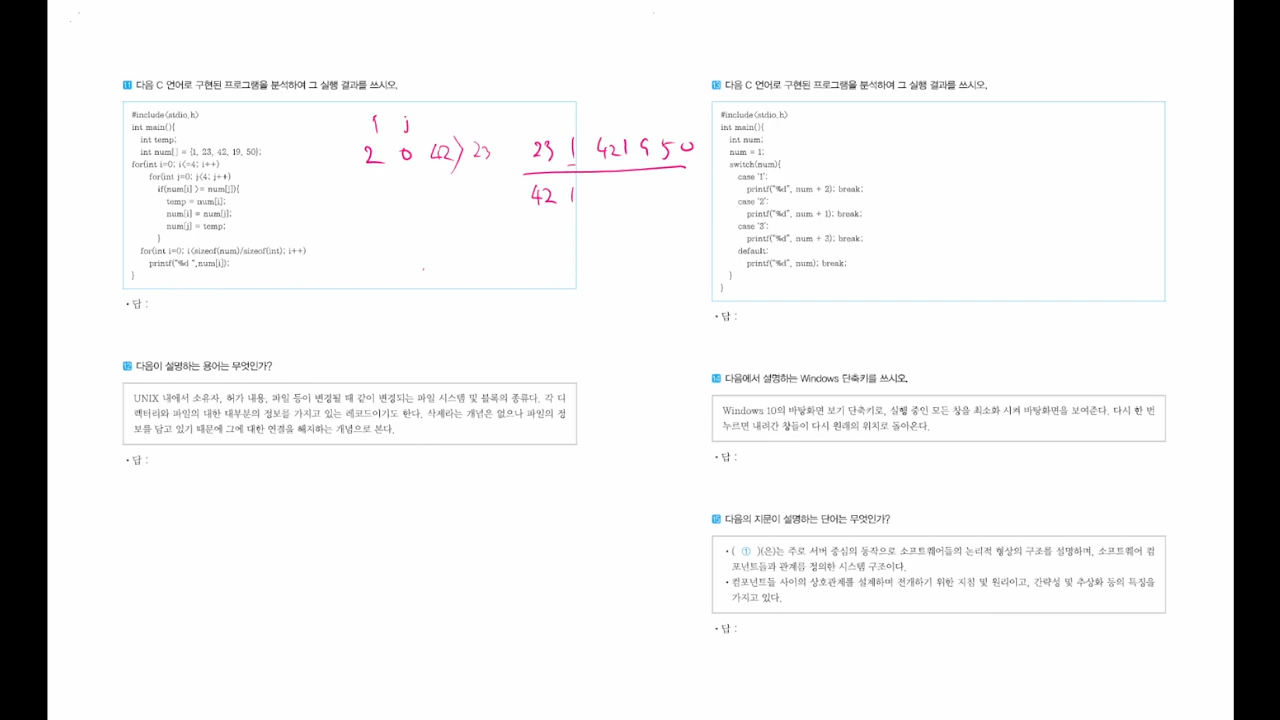 11 다음 C 언어로 구현된 프로그램을 분석하여 그 실행 결과를 쓰시오.
#include<stdio.h>
int main(){
int temp;
int num[ ] = {1, 23, 42, 19, 50};
for(int i=0; i<=4; i++)
for(int j=0; j<4; j++)
if(num[i] >= num[j]){
temp = num[i];
num[i] = num[j];
num[j] = temp;
}
for(int i=0; i<sizeof(num)/sizeof(int); i++)
printf("%d ",num[i]);
}
i j
2 0 42 > 23 23 1 42 19 50
42 1
• 답 :
12 다음이 설명하는 용어는 무엇인가?
UNIX 내에서 소유자, 허가 내용, 파일 등이 변경될 때 같이 변경되는 파일 시스템 및 블록의 종류다. 각 디
렉터리와 파일의 대한 대부분의 정보를 가지고 있는 레코드이기도 한다. 삭제라는 개념은 없으나 파일의 정
보를 담고 있기 때문에 그에 대한 연결을 해지하는 개념으로 본다.
• 답 :
13 다음 C 언어로 구현된 프로그램을 분석하여 그 실행 결과를 쓰시오.
#include<stdio.h>
int main(){
int num;
num = 1;
switch(num){
case '1':
printf("%d", num + 2); break;
case '2':
printf("%d", num + 1); break;
case '3':
printf("%d", num + 3); break;
default:
printf("%d", num); break;
}
}
• 답 :
14 다음에서 설명하는 Windows 단축키를 쓰시오.
Windows 10의 바탕화면 보기 단축키로, 실행 중인 모든 창을 최소화 시켜 바탕화면을 보여준다. 다시 한 번
누르면 내려간 창들이 다시 원래의 위치로 돌아온다.
• 답 :
15 다음의 지문이 설명하는 단어는 무엇인가?
• ( ① )(은)는 주로 서버 중심의 동작으로 소프트웨어들의 논리적 형상의 구조를 설명하며, 소프트웨어 컴
포넌트들과 관계를 정의한 시스템 구조이다.
• 컴포넌트들 사이의 상호관계를 설계하며 전개하기 위한 지침 및 원리이고, 간략성 및 추상화 등의 특징을
가지고 있다.
• 답 :